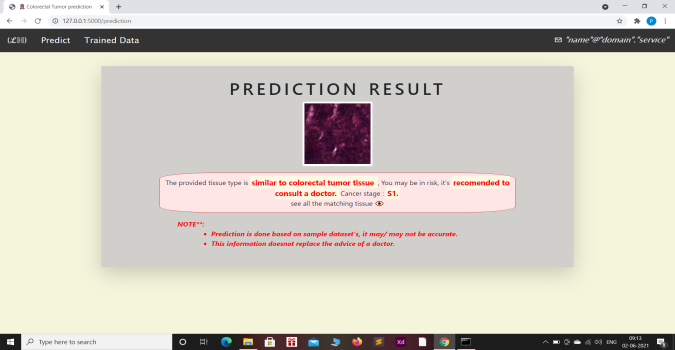 Colorectal Tumor prediction
127.0.0.1:5000/prediction
P
Predict Trained Data "name"@"domain"."service"
PREDICTION RESULT
The provided tissue type is similar to colorectal tumor tissue , You may be in risk, it's recomended to
consult a doctor. Cancer stage : S1.
see all the matching tissue
NOTE**:
Prediction is done based on sample dataset's, it may/ may not be accurate.
This information doesnot replace the advice of a doctor.
Type here to search
Xd
ENG
09:13
02-06-2021